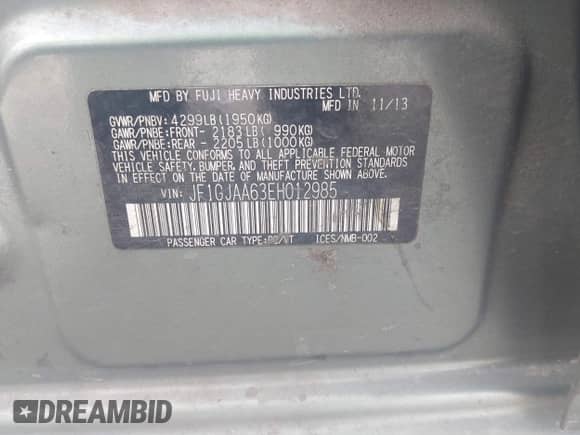 MFD BY FUJI HEAVY INDUSTRIES LTD.
MFD IN 11/13
GVWR/PNBV: 4299LB(1950KG)
GAWR/PNBE:FRONT- 2183LB( 990KG)
GAWR/PNBE:REAR - 2205LB(1000KG)
THIS VEHICLE CONFORMS TO ALL APPLICABLE FEDERAL MOTOR
VEHICLE SAFETY, BUMPER, AND THEFT PREVENTION STANDARDS
IN EFFECT ON THE DATE OF MANUFACTURE SHOWN ABOVE.
VIN: JF1GJAA63EH012985
PASSENGER CAR TYPE: ICES/NMB-002
DREAMBID